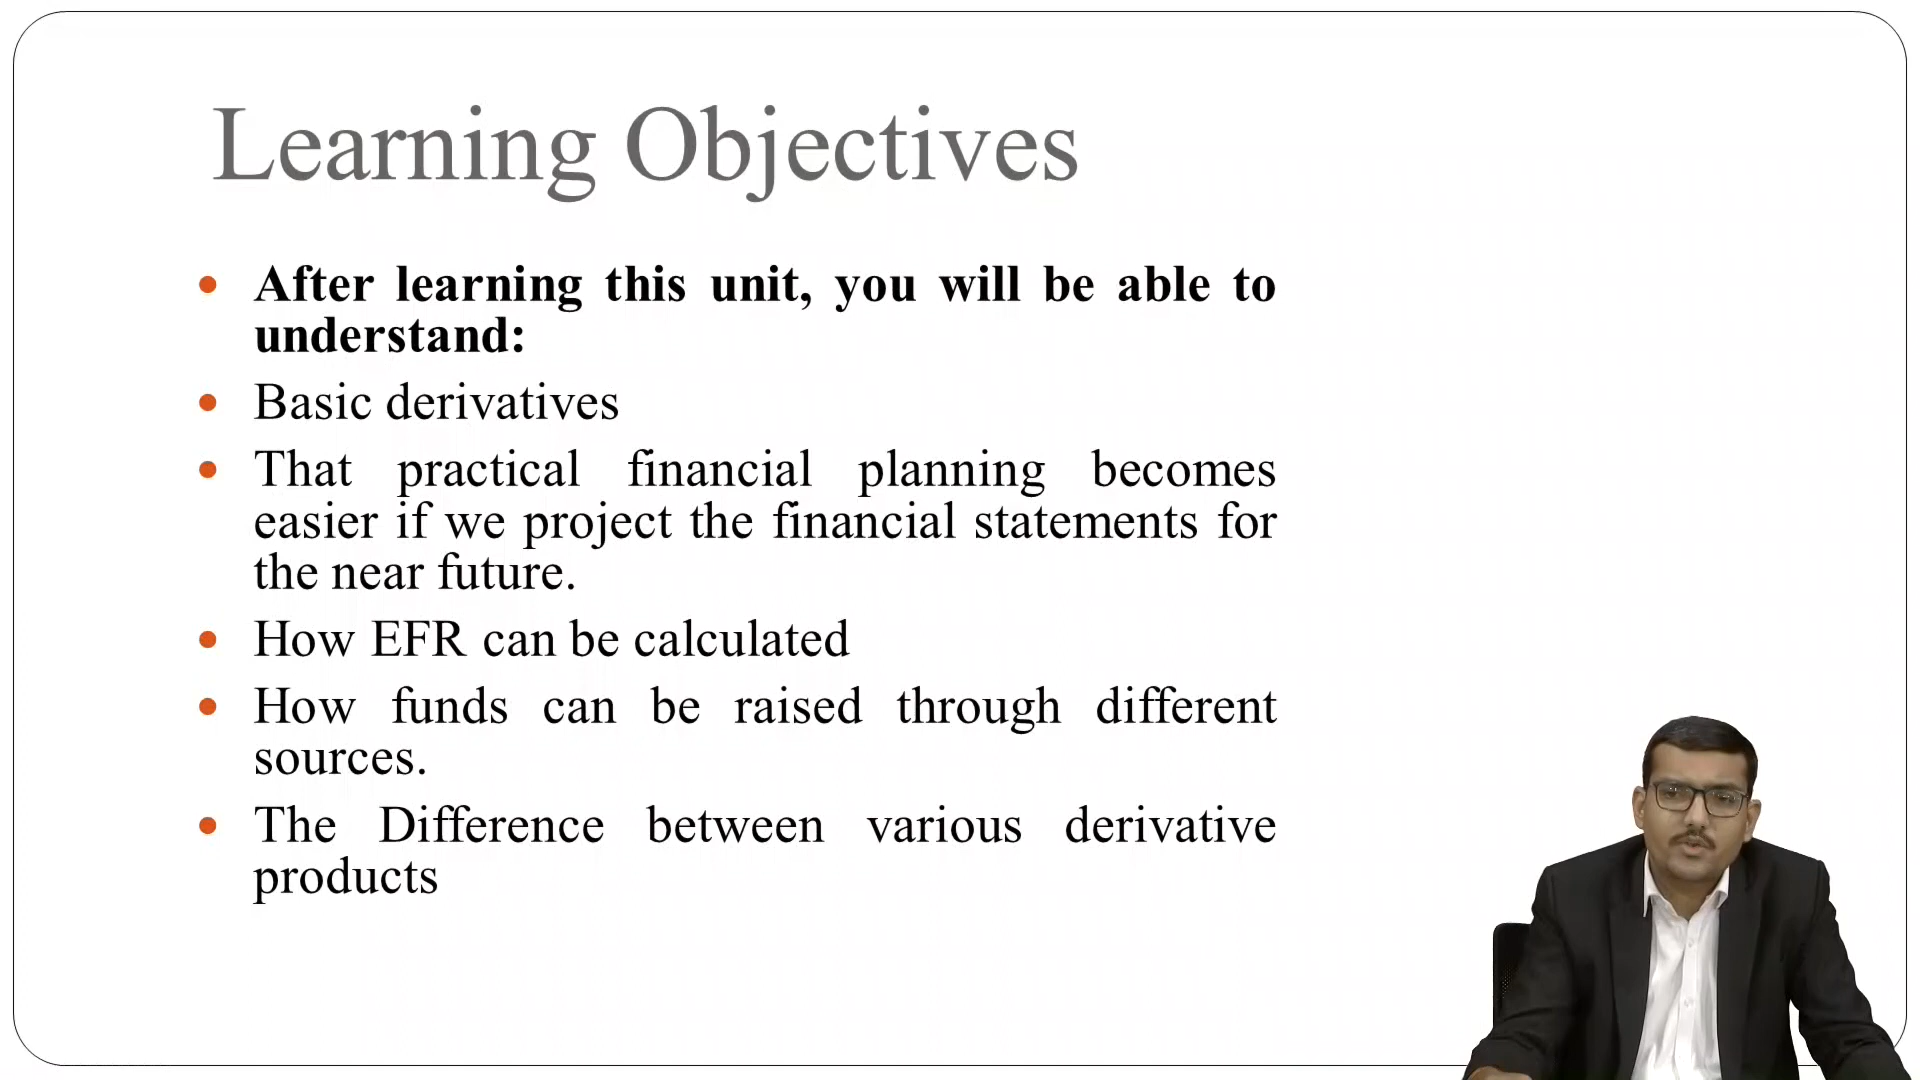 Learning Objectives
• After learning this unit, you will be able to
understand:
• Basic derivatives
• That practical financial planning becomes
easier if we project the financial statements for
the near future.
• How EFR can be calculated
• How funds can be raised through different
sources.
• The Difference between various derivative
products